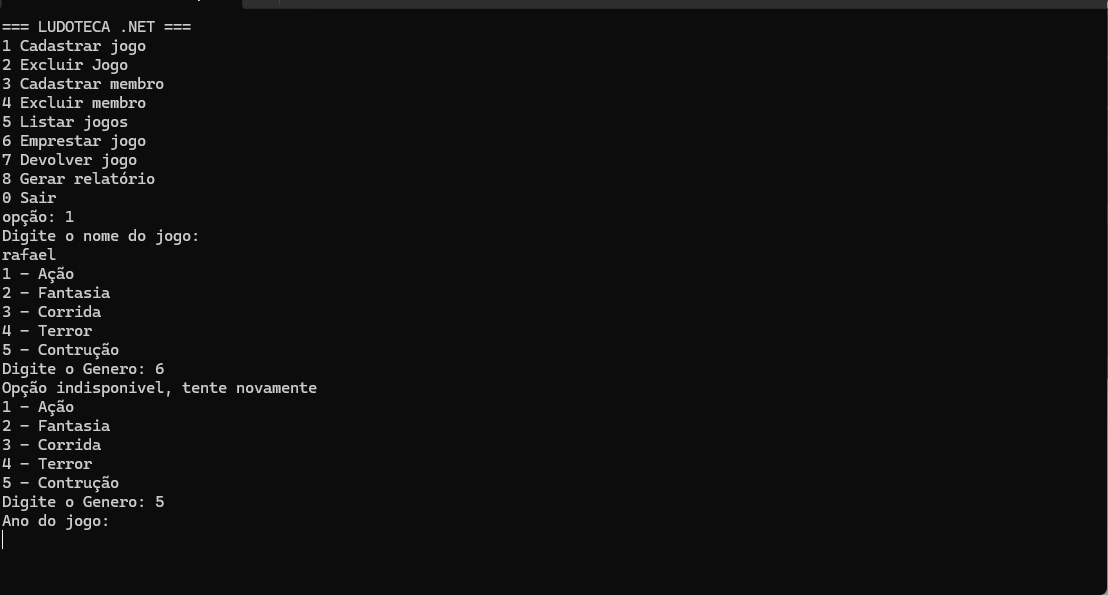 === LUDOTECA .NET ===
1 Cadastrar jogo
2 Excluir Jogo
3 Cadastrar membro
4 Excluir membro
5 Listar jogos
6 Emprestar jogo
7 Devolver jogo
8 Gerar relatório
0 Sair
opção: 1
Digite o nome do jogo:
rafael
1 - Ação
2 - Fantasia
3 - Corrida
4 - Terror
5 - Contrução
Digite o Genero: 6
Opção indisponivel, tente novamente
1 - Ação
2 - Fantasia
3 - Corrida
4 - Terror
5 - Contrução
Digite o Genero: 5
Ano do jogo: